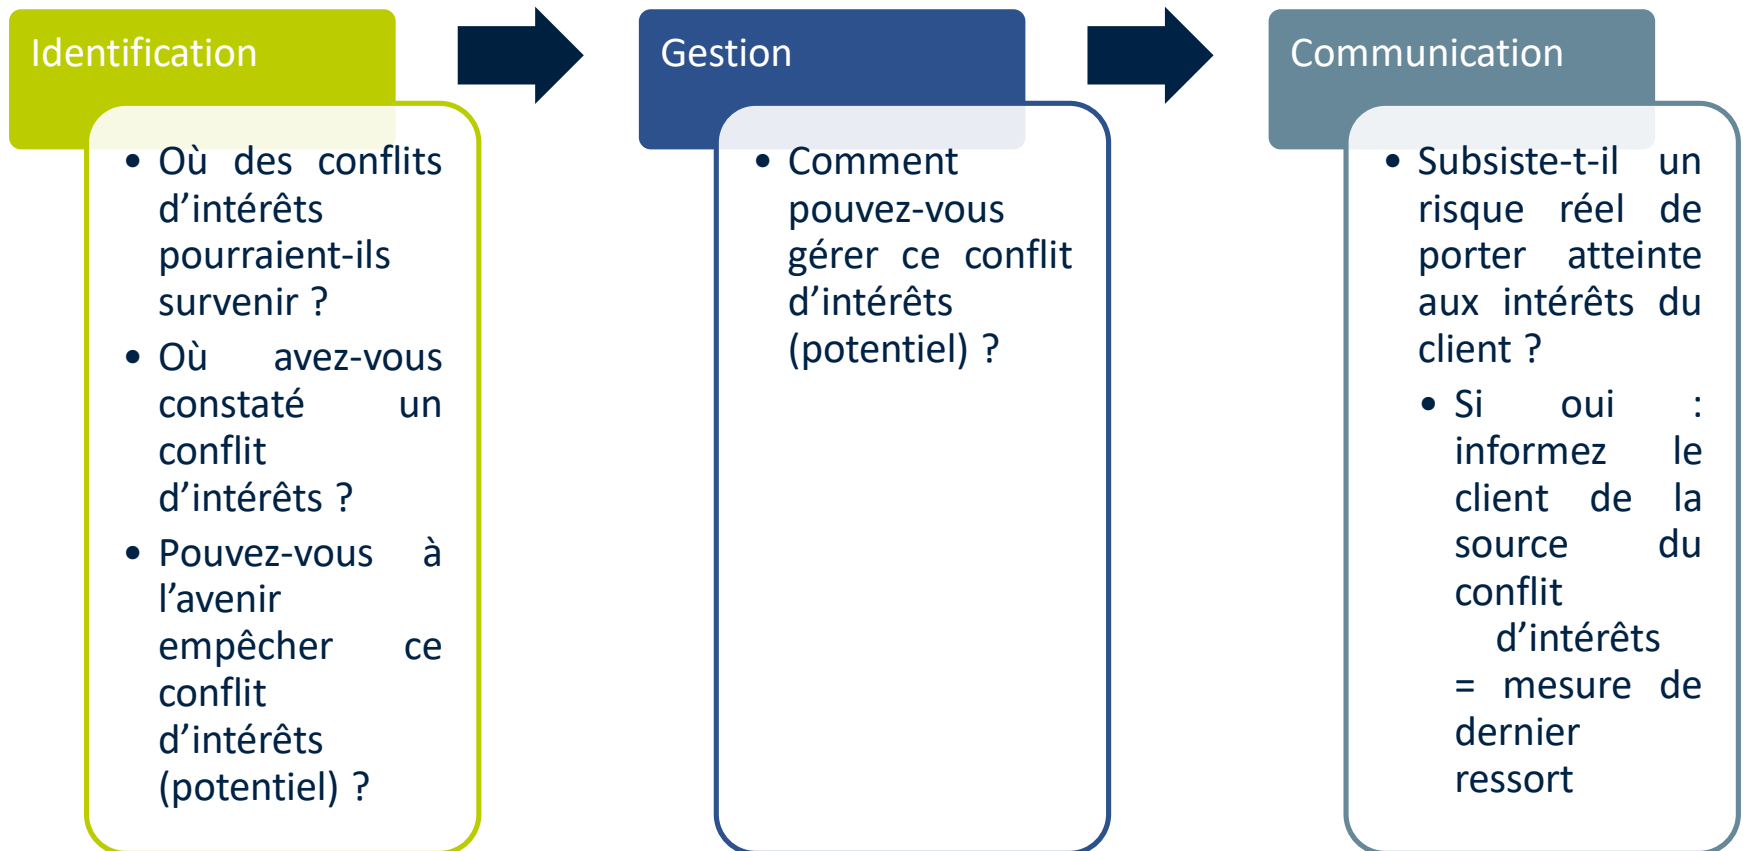 Identification
• Où des conflits
d’intérêts
pourraient-ils
survenir ?
• Où avez-vous
constaté un
conflit
d’intérêts ?
• Pouvez-vous à
l’avenir
empêcher ce
conflit
d’intérêts
(potentiel) ?
Gestion
• Comment
pouvez-vous
gérer ce conflit
d’intérêts
(potentiel) ?
Communication
• Subsiste-t-il un
risque réel de
porter atteinte
aux intérêts du
client ?
• Si oui :
informez le
client de la
source du
conflit
d’intérêts
= mesure de
dernier
ressort